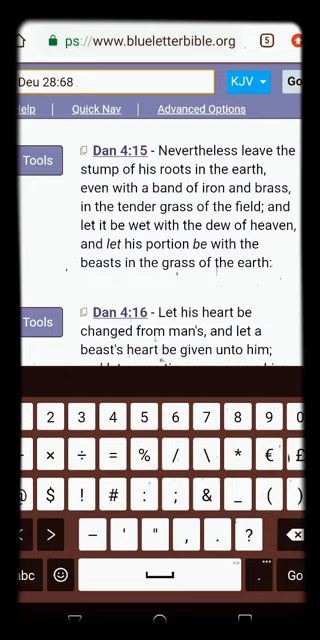 ps://www.blueletterbible.org 5
Deu 28:68 KJV Go
elp | Quick Nav | Advanced Options
Tools Dan 4:15 - Nevertheless leave the
stump of his roots in the earth,
even with a band of iron and brass,
in the tender grass of the field; and
let it be wet with the dew of heaven,
and let his portion be with the
beasts in the grass of the earth:
Tools Dan 4:16 - Let his heart be
changed from man's, and let a
beast's heart be given unto him;
2 3 4 5 6 7 8 9 0
× ÷ = % / \ * € £
@ $ ! # : ; & _ ( )
< > – ' " , . ?
abc . Go